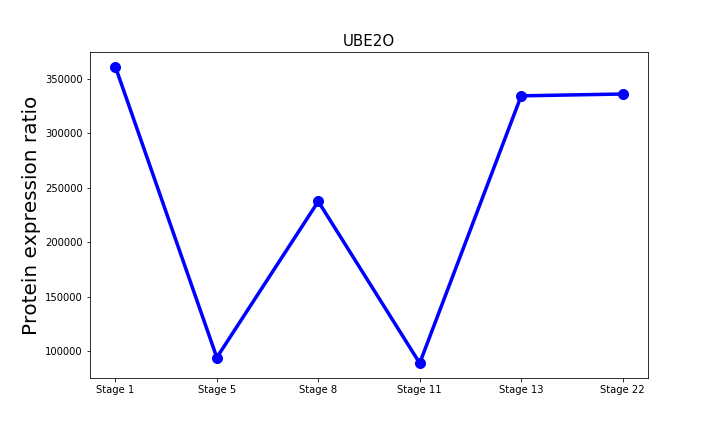 UBE2O
Protein expression ratio
350000
300000
250000
200000
150000
100000
Stage 1 Stage 5 Stage 8 Stage 11 Stage 13 Stage 22